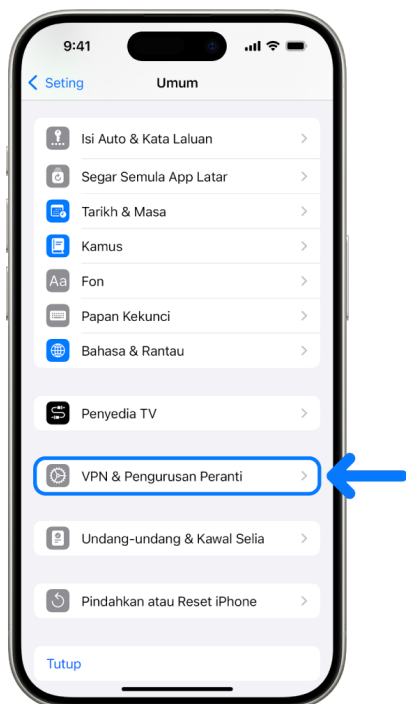 9:41
Seting
Umum
Isi Auto & Kata Laluan
Segar Semula App Latar
Tarikh & Masa
Kamus
Aa
Fon
Papan Kekunci
Bahasa & Rantau
Penyedia TV
VPN & Pengurusan Peranti
Undang-undang & Kawal Selia
Pindahkan atau Reset iPhone
Tutup